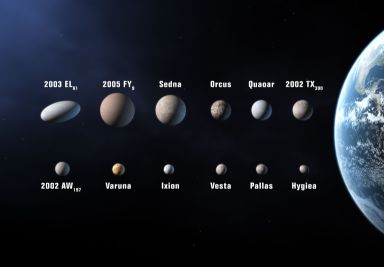 2003 EL₆₁ 2005 FY₉ Sedna Orcus Quaoar 2002 TX₃₀₀
2002 AW₁₉₇ Varuna Ixion Vesta Pallas Hygiea